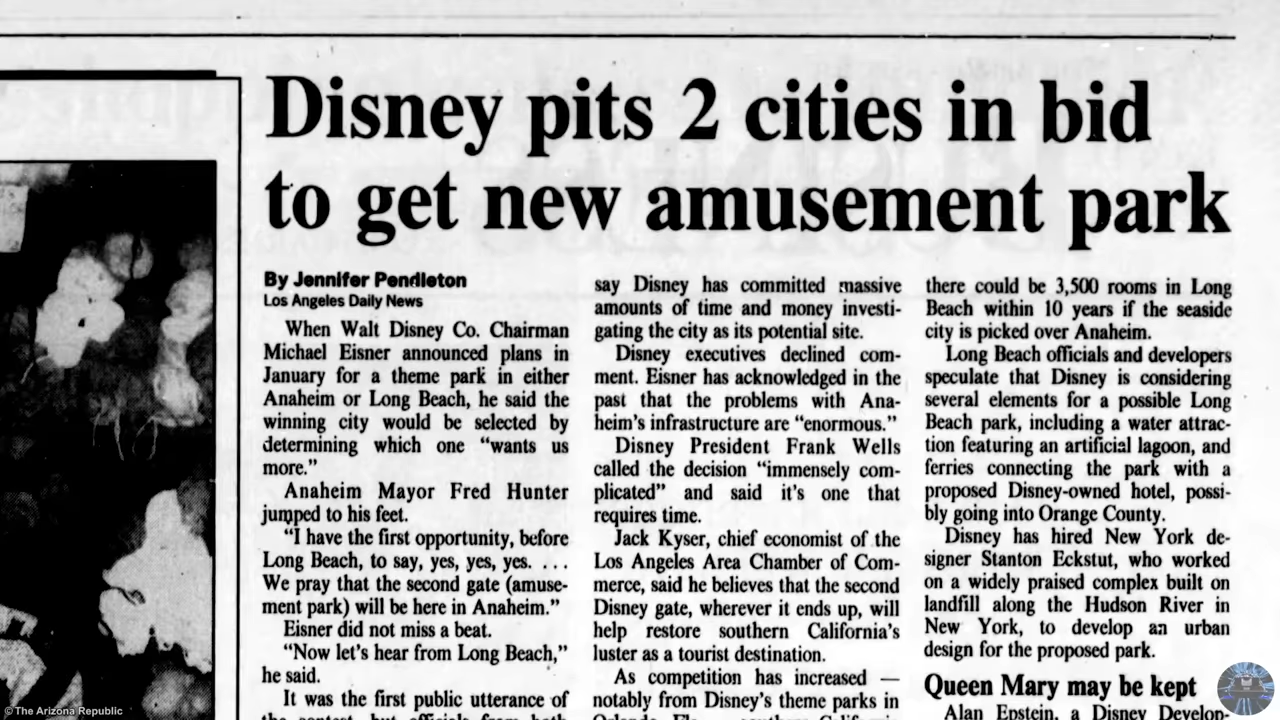 Disney pits 2 cities in bid
to get new amusement park
By Jennifer Pendleton
Los Angeles Daily News
When Walt Disney Co. Chairman
Michael Eisner announced plans in
January for a theme park in either
Anaheim or Long Beach, he said the
winning city would be selected by
determining which one “wants us
more.”
Anaheim Mayor Fred Hunter
jumped to his feet.
“I have the first opportunity, before
Long Beach, to say, yes, yes, yes. . . .
We pray that the second gate (amuse-
ment park) will be here in Anaheim.”
Eisner did not miss a beat.
“Now let’s hear from Long Beach,”
he said.
It was the first public utterance of
the contest, but officials from both
say Disney has committed massive
amounts of time and money investi-
gating the city as its potential site.
Disney executives declined com-
ment. Eisner has acknowledged in the
past that the problems with Ana-
heim’s infrastructure are “enormous.”
Disney President Frank Wells
called the decision “immensely com-
plicated” and said it’s one that
requires time.
Jack Kyser, chief economist of the
Los Angeles Area Chamber of Com-
merce, said he believes that the second
Disney gate, wherever it ends up, will
help restore southern California’s
luster as a tourist destination.
As competition has increased —
notably from Disney’s theme parks in
Orlando, Fla. southern California
there could be 3,500 rooms in Long
Beach within 10 years if the seaside
city is picked over Anaheim.
Long Beach officials and developers
speculate that Disney is considering
several elements for a possible Long
Beach park, including a water attrac-
tion featuring an artificial lagoon, and
ferries connecting the park with a
proposed Disney-owned hotel, possi-
bly going into Orange County.
Disney has hired New York de-
signer Stanton Eckstut, who worked
on a widely praised complex built on
landfill along the Hudson River in
New York, to develop an urban
design for the proposed park.
Queen Mary may be kept
Alan Epstein, a Disney Develop-
© The Arizona Republic